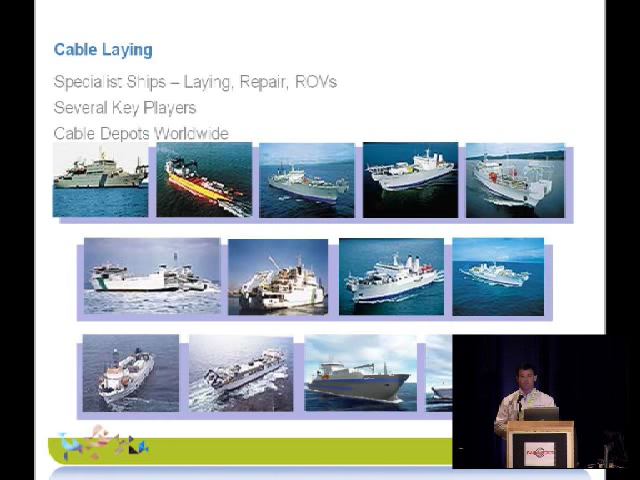 Cable Laying
Specialist Ships – Laying, Repair, ROVs
Several Key Players
Cable Depots Worldwide